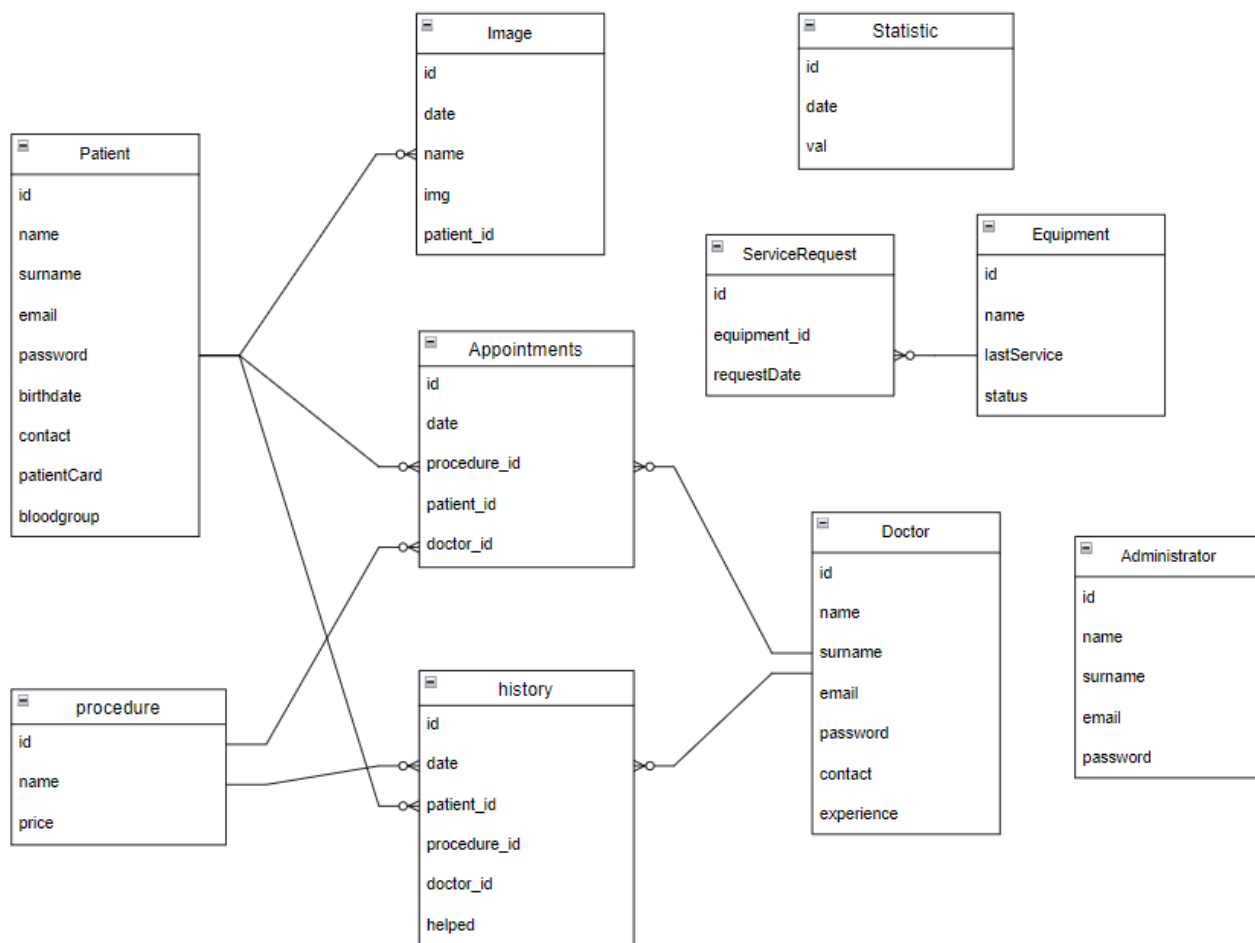 Image
id
date
name
img
patient_id
Statistic
id
date
val
Patient
id
name
surname
email
password
birthdate
contact
patientCard
bloodgroup
ServiceRequest
id
equipment_id
requestDate
Equipment
id
name
lastService
status
Appointments
id
date
procedure_id
patient_id
doctor_id
Doctor
id
name
surname
email
password
contact
experience
Administrator
id
name
surname
email
password
procedure
id
name
price
history
id
date
patient_id
procedure_id
doctor_id
helped